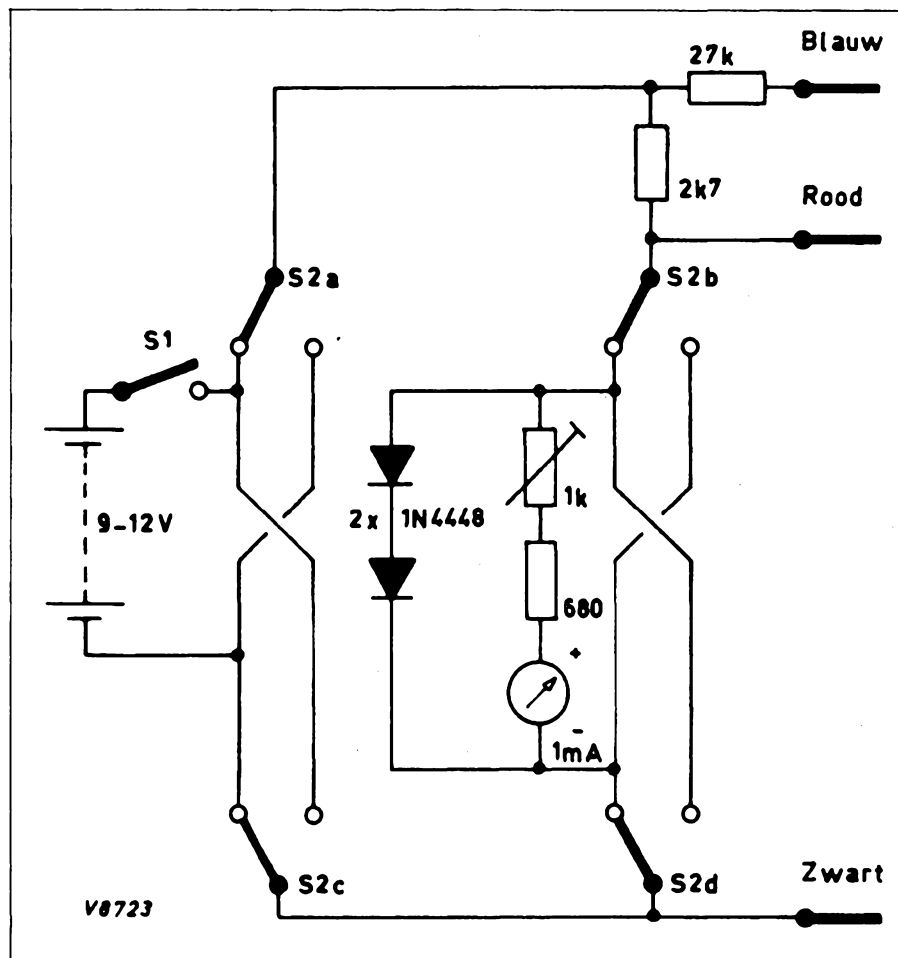 Blauw
27k
2k7
Rood
S2a
S2b
S1
1k
9-12V
2x 1N4448
680
+
-
1mA
S2c
S2d
Zwart
V8723